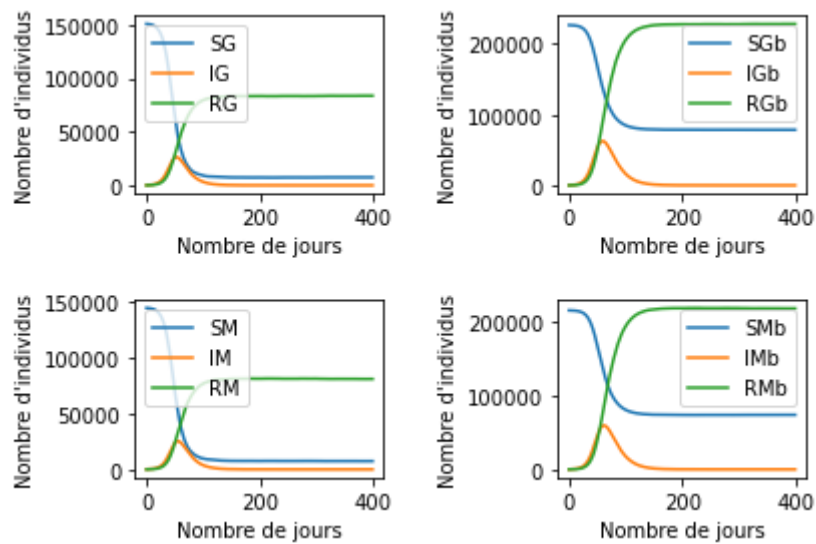 Nombre d'individus
150000
100000
50000
0
SG
IG
RG
0
200
400
Nombre de jours
Nombre d'individus
200000
100000
0
SGb
IGb
RGb
0
200
400
Nombre de jours
Nombre d'individus
150000
100000
50000
0
SM
IM
RM
0
200
400
Nombre de jours
Nombre d'individus
200000
100000
0
SMb
IMb
RMb
0
200
400
Nombre de jours